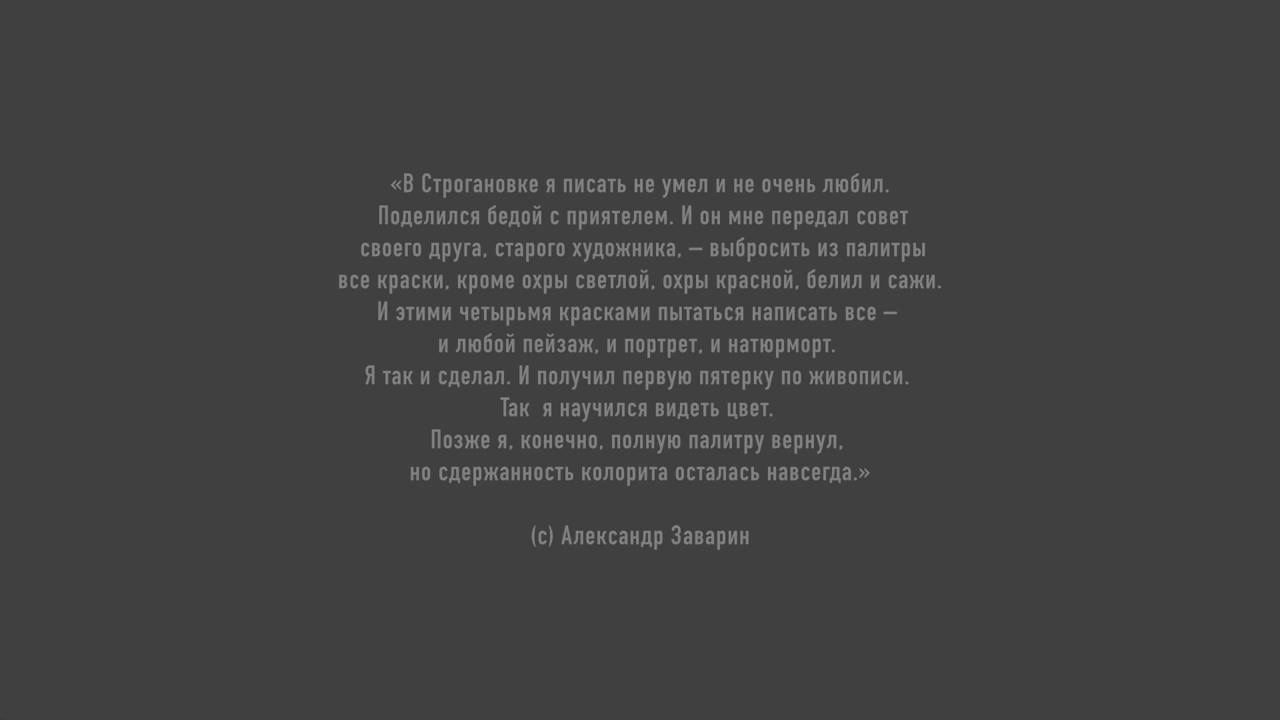 «В Строгановке я писать не умел и не очень любил.
Поделился бедой с приятелем. И он мне передал совет
своего друга, старого художника, – выбросить из палитры
все краски, кроме охры светлой, охры красной, белил и сажи.
И этими четырьмя красками пытаться написать все –
и любой пейзаж, и портрет, и натюрморт.
Я так и сделал. И получил первую пятерку по живописи.
Так  я научился видеть цвет.
Позже я, конечно, полную палитру вернул,
но сдержанность колорита осталась навсегда.»
(с) Александр Заварин